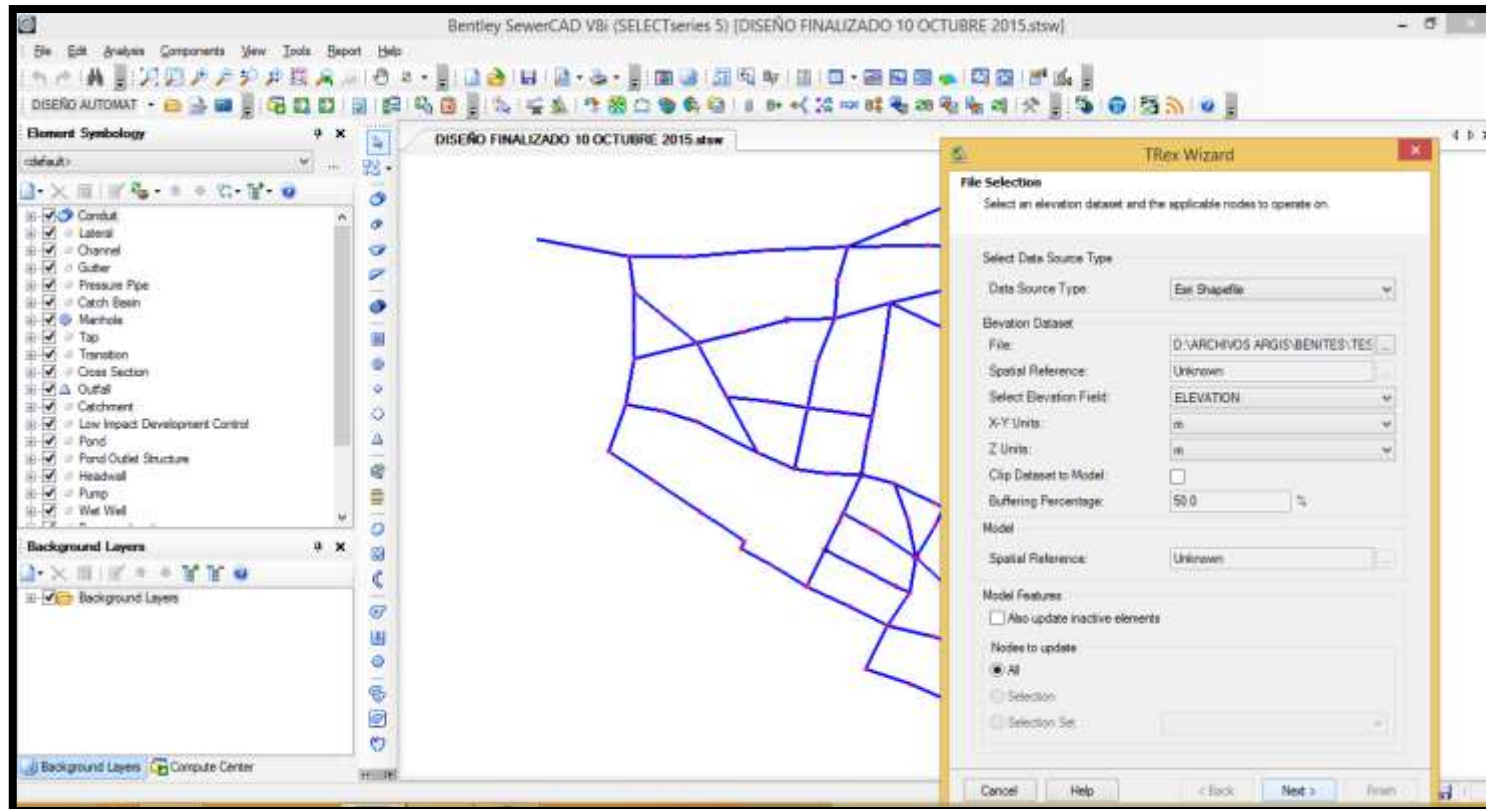 Bentley SewerCAD V8i (SELECTseries 5) [DISEÑO FINALIZADO 10 OCTUBRE 2015.stsw]
File Edit Analysis Components View Tools Report Help
DISEÑO AUTOMAT
Element Symbology
<default>
Conduit
Lateral
Channel
Gutter
Pressure Pipe
Catch Basin
Manhole
Tap
Transition
Cross Section
Outfall
Catchment
Low Impact Development Control
Pond
Pond Outlet Structure
Headwall
Pump
Wet Well
Background Layers
Background Layers
Background Layers Compute Center
DISEÑO FINALIZADO 10 OCTUBRE 2015.stsw
TRex Wizard
File Selection
Select an elevation dataset and the applicable nodes to operate on.
Select Data Source Type
Data Source Type: Esri Shapefile
Elevation Dataset
File: D:\ARCHIVOS ARGIS\BENITES\TES ...
Spatial Reference: Unknown ...
Select Elevation Field: ELEVATION
X-Y Units: m
Z Units: m
Clip Dataset to Model:
Buffering Percentage: 50.0 %
Model
Spatial Reference: Unknown ...
Model Features
Also update inactive elements
Nodes to update
All
Selection
Selection Set:
Cancel Help < Back Next > Finish